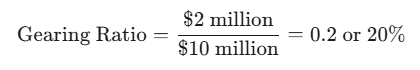 Gearing Ratio = $2 million / $10 million = 0.2 or 20%